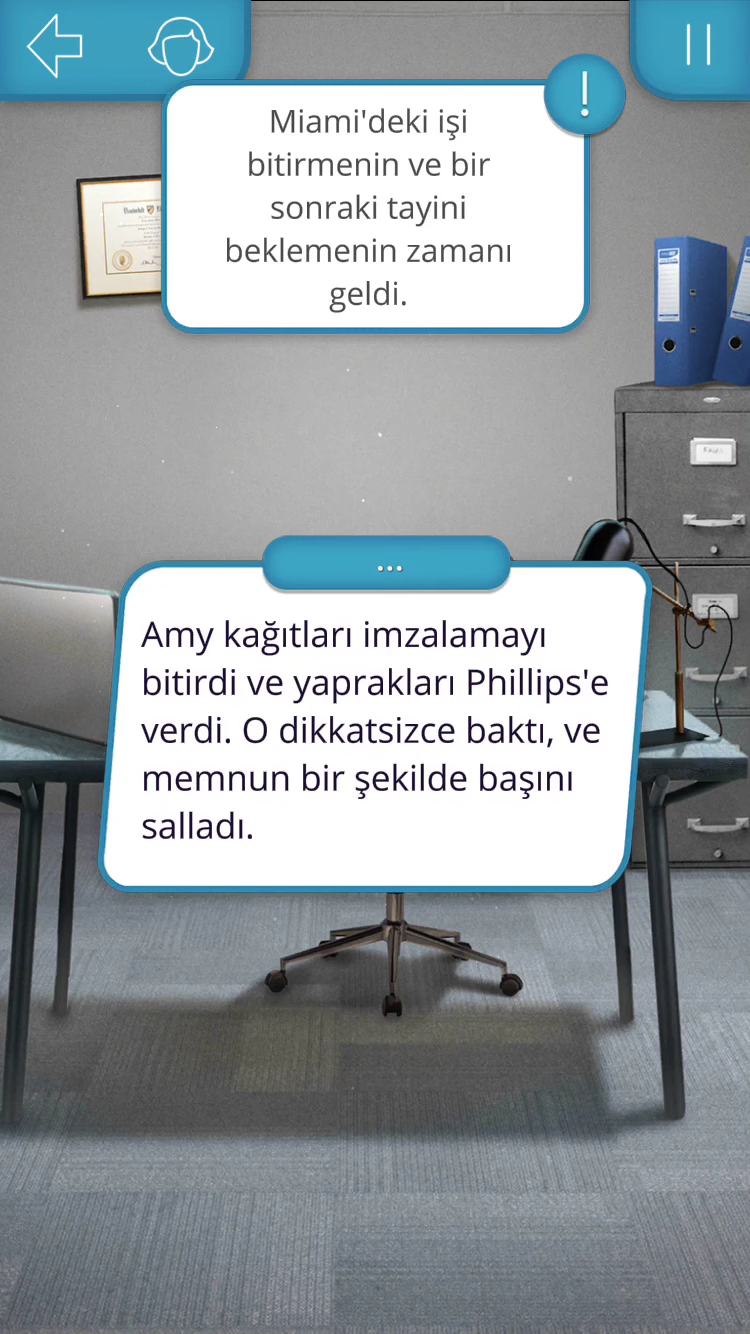 Miami'deki işi
bitirmenin ve bir
sonraki tayini
beklemenin zamanı
geldi.
...
Amy kağıtları imzalamayı
bitirdi ve yaprakları Phillips'e
verdi. O dikkatsizce baktı, ve
memnun bir şekilde başını
salladı.